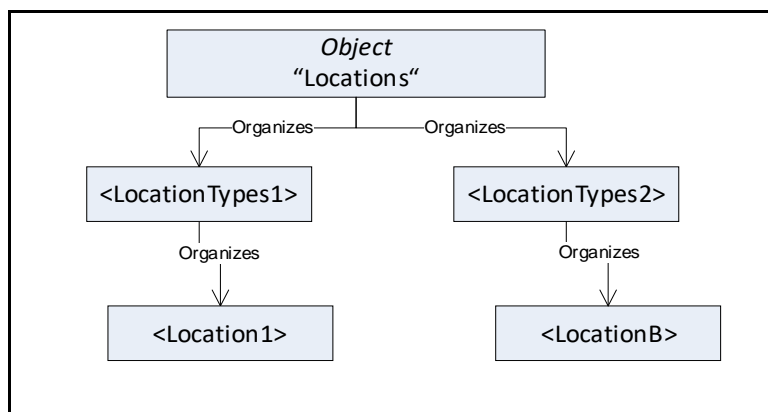 Object
“Locations“
Organizes
Organizes
<LocationTypes1>
<LocationTypes2>
Organizes
Organizes
<Location1>
<LocationB>